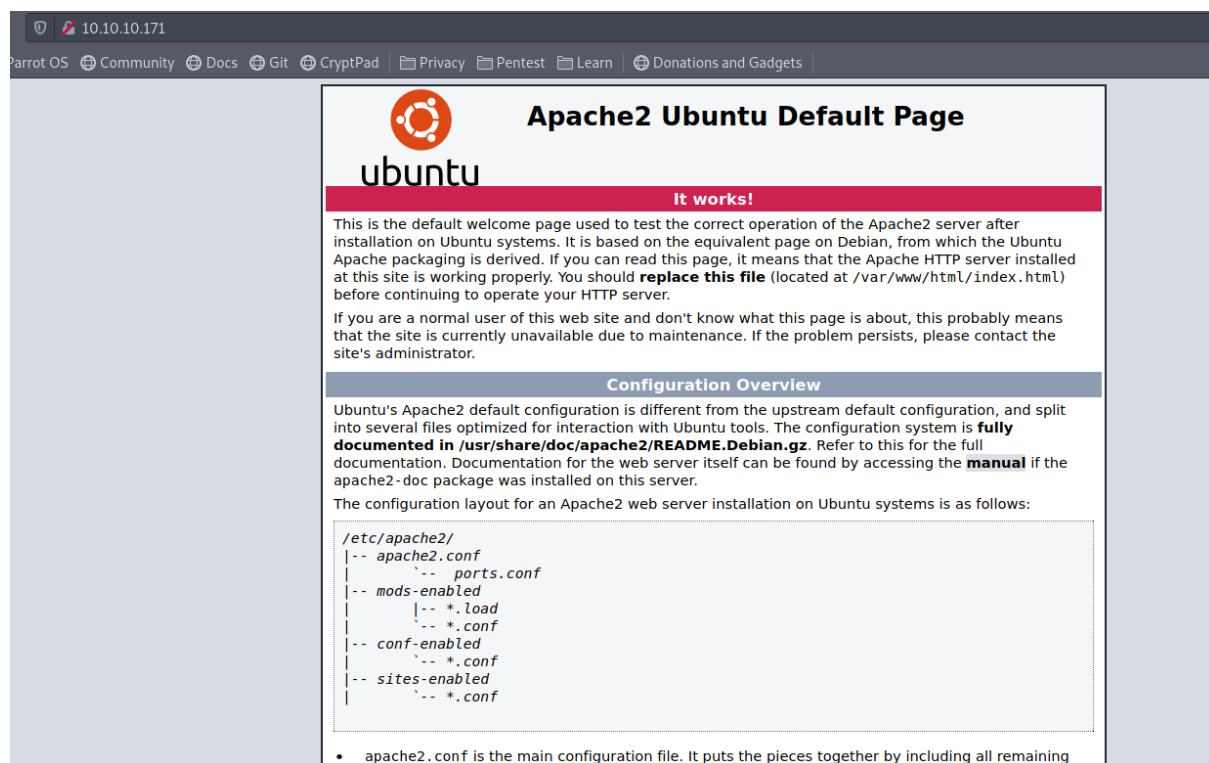 10.10.10.171
Parrot OS Community Docs Git CryptPad Privacy Pentest Learn Donations and Gadgets
Apache2 Ubuntu Default Page
ubuntu
It works!
This is the default welcome page used to test the correct operation of the Apache2 server after
installation on Ubuntu systems. It is based on the equivalent page on Debian, from which the Ubuntu
Apache packaging is derived. If you can read this page, it means that the Apache HTTP server installed
at this site is working properly. You should replace this file (located at /var/www/html/index.html)
before continuing to operate your HTTP server.
If you are a normal user of this web site and don't know what this page is about, this probably means
that the site is currently unavailable due to maintenance. If the problem persists, please contact the
site's administrator.
Configuration Overview
Ubuntu's Apache2 default configuration is different from the upstream default configuration, and split
into several files optimized for interaction with Ubuntu tools. The configuration system is fully
documented in /usr/share/doc/apache2/README.Debian.gz. Refer to this for the full
documentation. Documentation for the web server itself can be found by accessing the manual if the
apache2-doc package was installed on this server.
The configuration layout for an Apache2 web server installation on Ubuntu systems is as follows:
/etc/apache2/
|-- apache2.conf
|       `--  ports.conf
|-- mods-enabled
|       |-- *.load
|       `-- *.conf
|-- conf-enabled
|       `-- *.conf
|-- sites-enabled
|       `-- *.conf
• apache2.conf is the main configuration file. It puts the pieces together by including all remaining